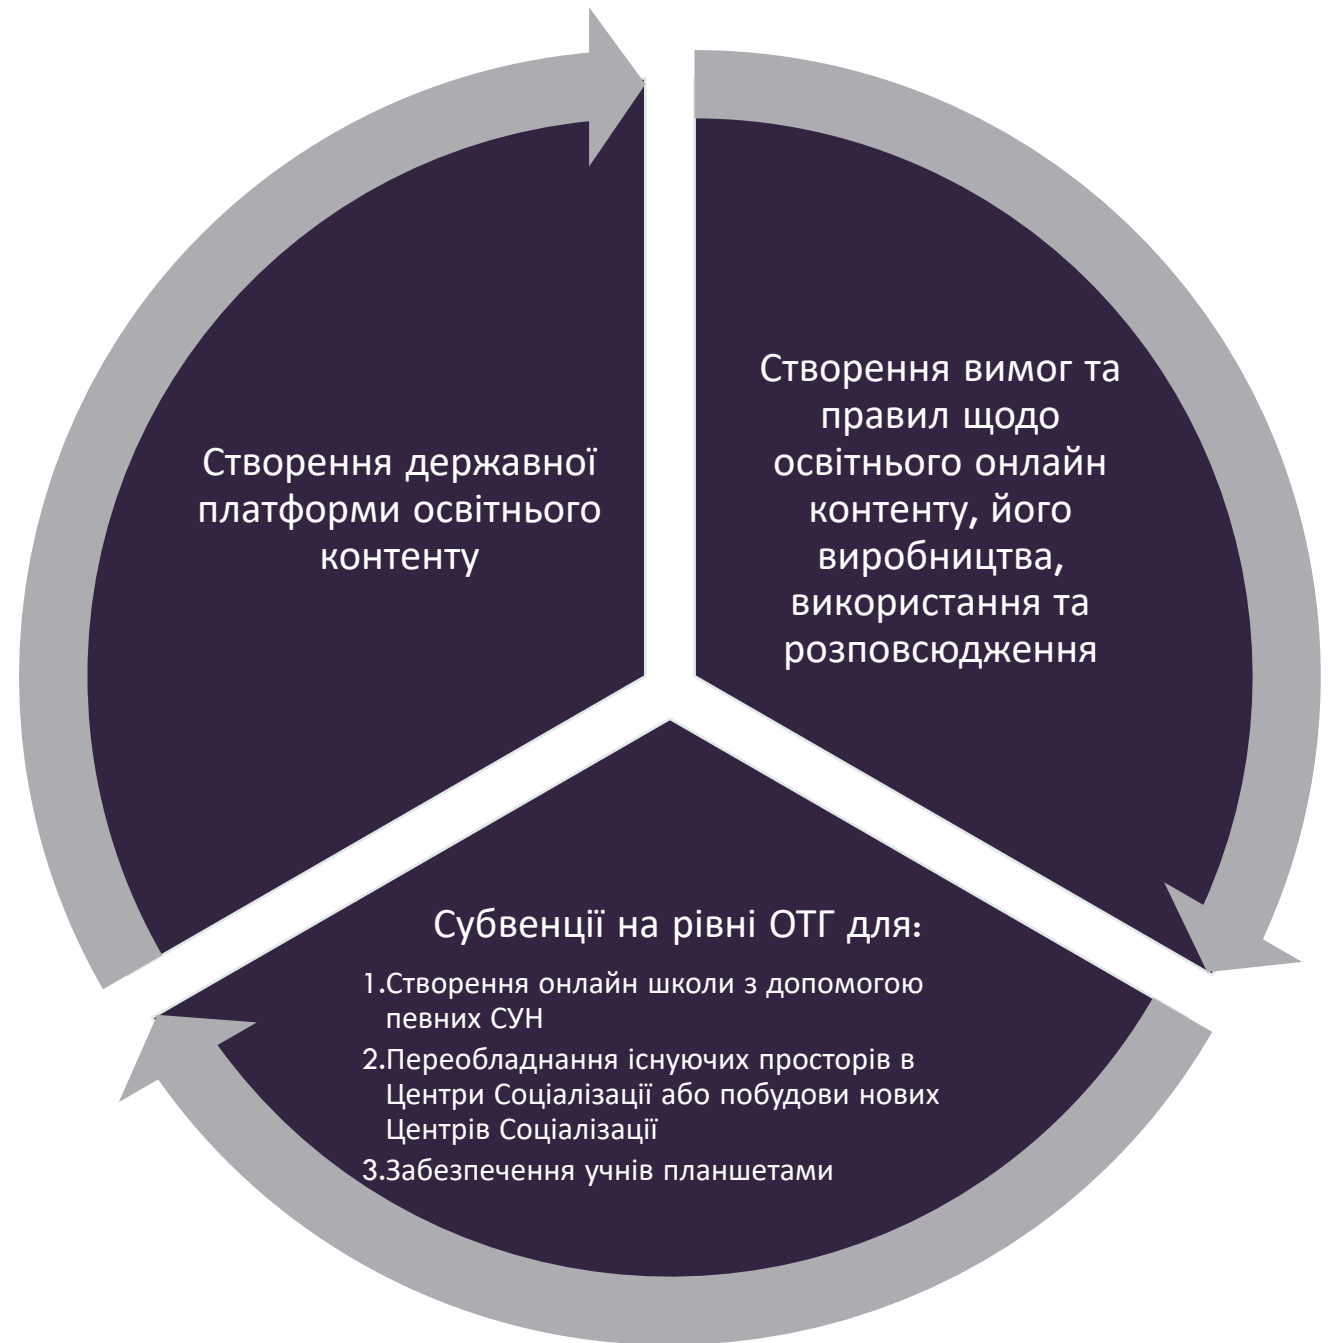 Створення державної
платформи освітнього
контенту
Створення вимог та
правил щодо
освітнього онлайн
контенту, його
виробництва,
використання та
розповсюдження
Субвенції на рівні ОТГ для:
1.Створення онлайн школи з допомогою
певних СУН
2.Переобладнання існуючих просторів в
Центри Соціалізації або побудови нових
Центрів Соціалізації
3.Забезпечення учнів планшетами